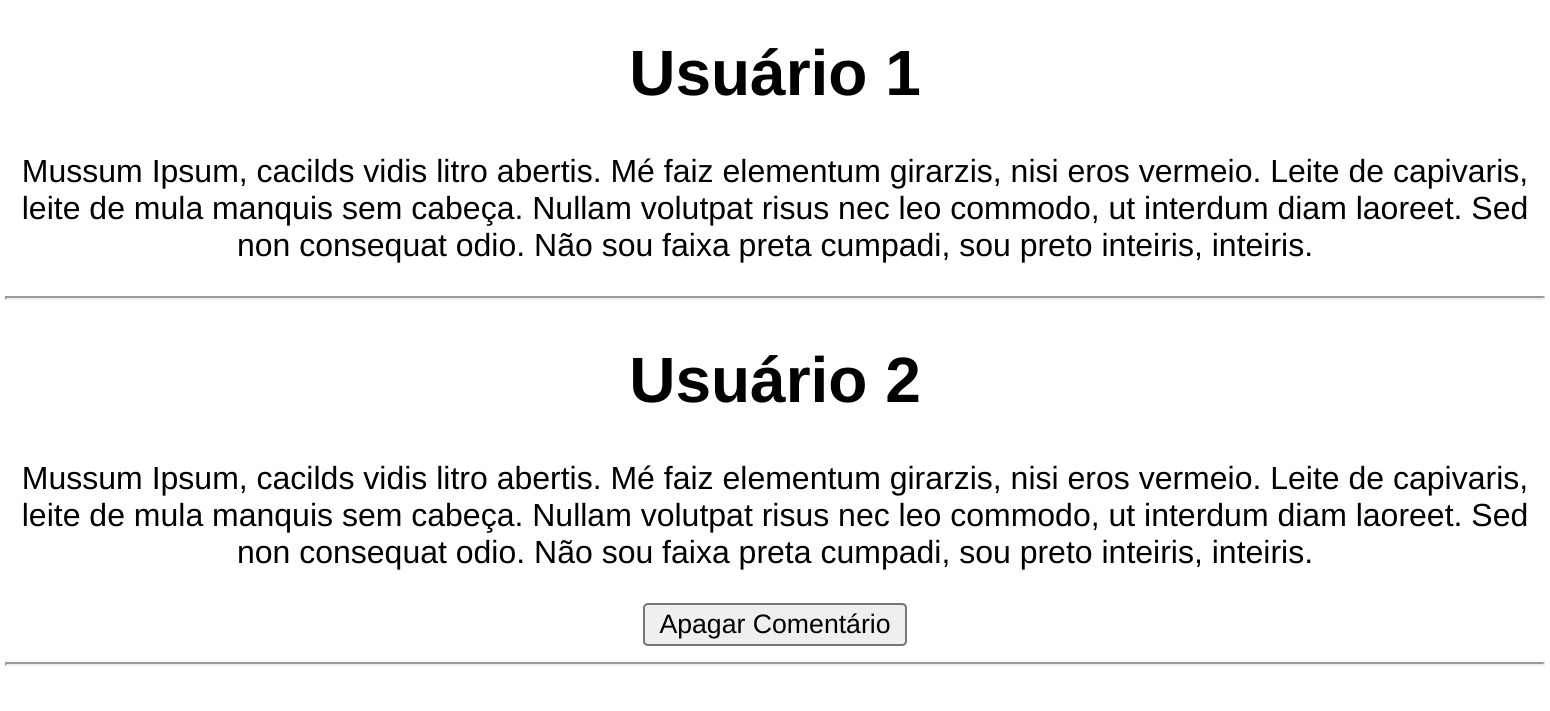 Usuário 1
Mussum Ipsum, cacilds vidis litro abertis. Mé faiz elementum girarzis, nisi eros vermeio. Leite de capivaris,
leite de mula manquis sem cabeça. Nullam volutpat risus nec leo commodo, ut interdum diam laoreet. Sed
non consequat odio. Não sou faixa preta cumpadi, sou preto inteiris, inteiris.
Usuário 2
Mussum Ipsum, cacilds vidis litro abertis. Mé faiz elementum girarzis, nisi eros vermeio. Leite de capivaris,
leite de mula manquis sem cabeça. Nullam volutpat risus nec leo commodo, ut interdum diam laoreet. Sed
non consequat odio. Não sou faixa preta cumpadi, sou preto inteiris, inteiris.
Apagar Comentário